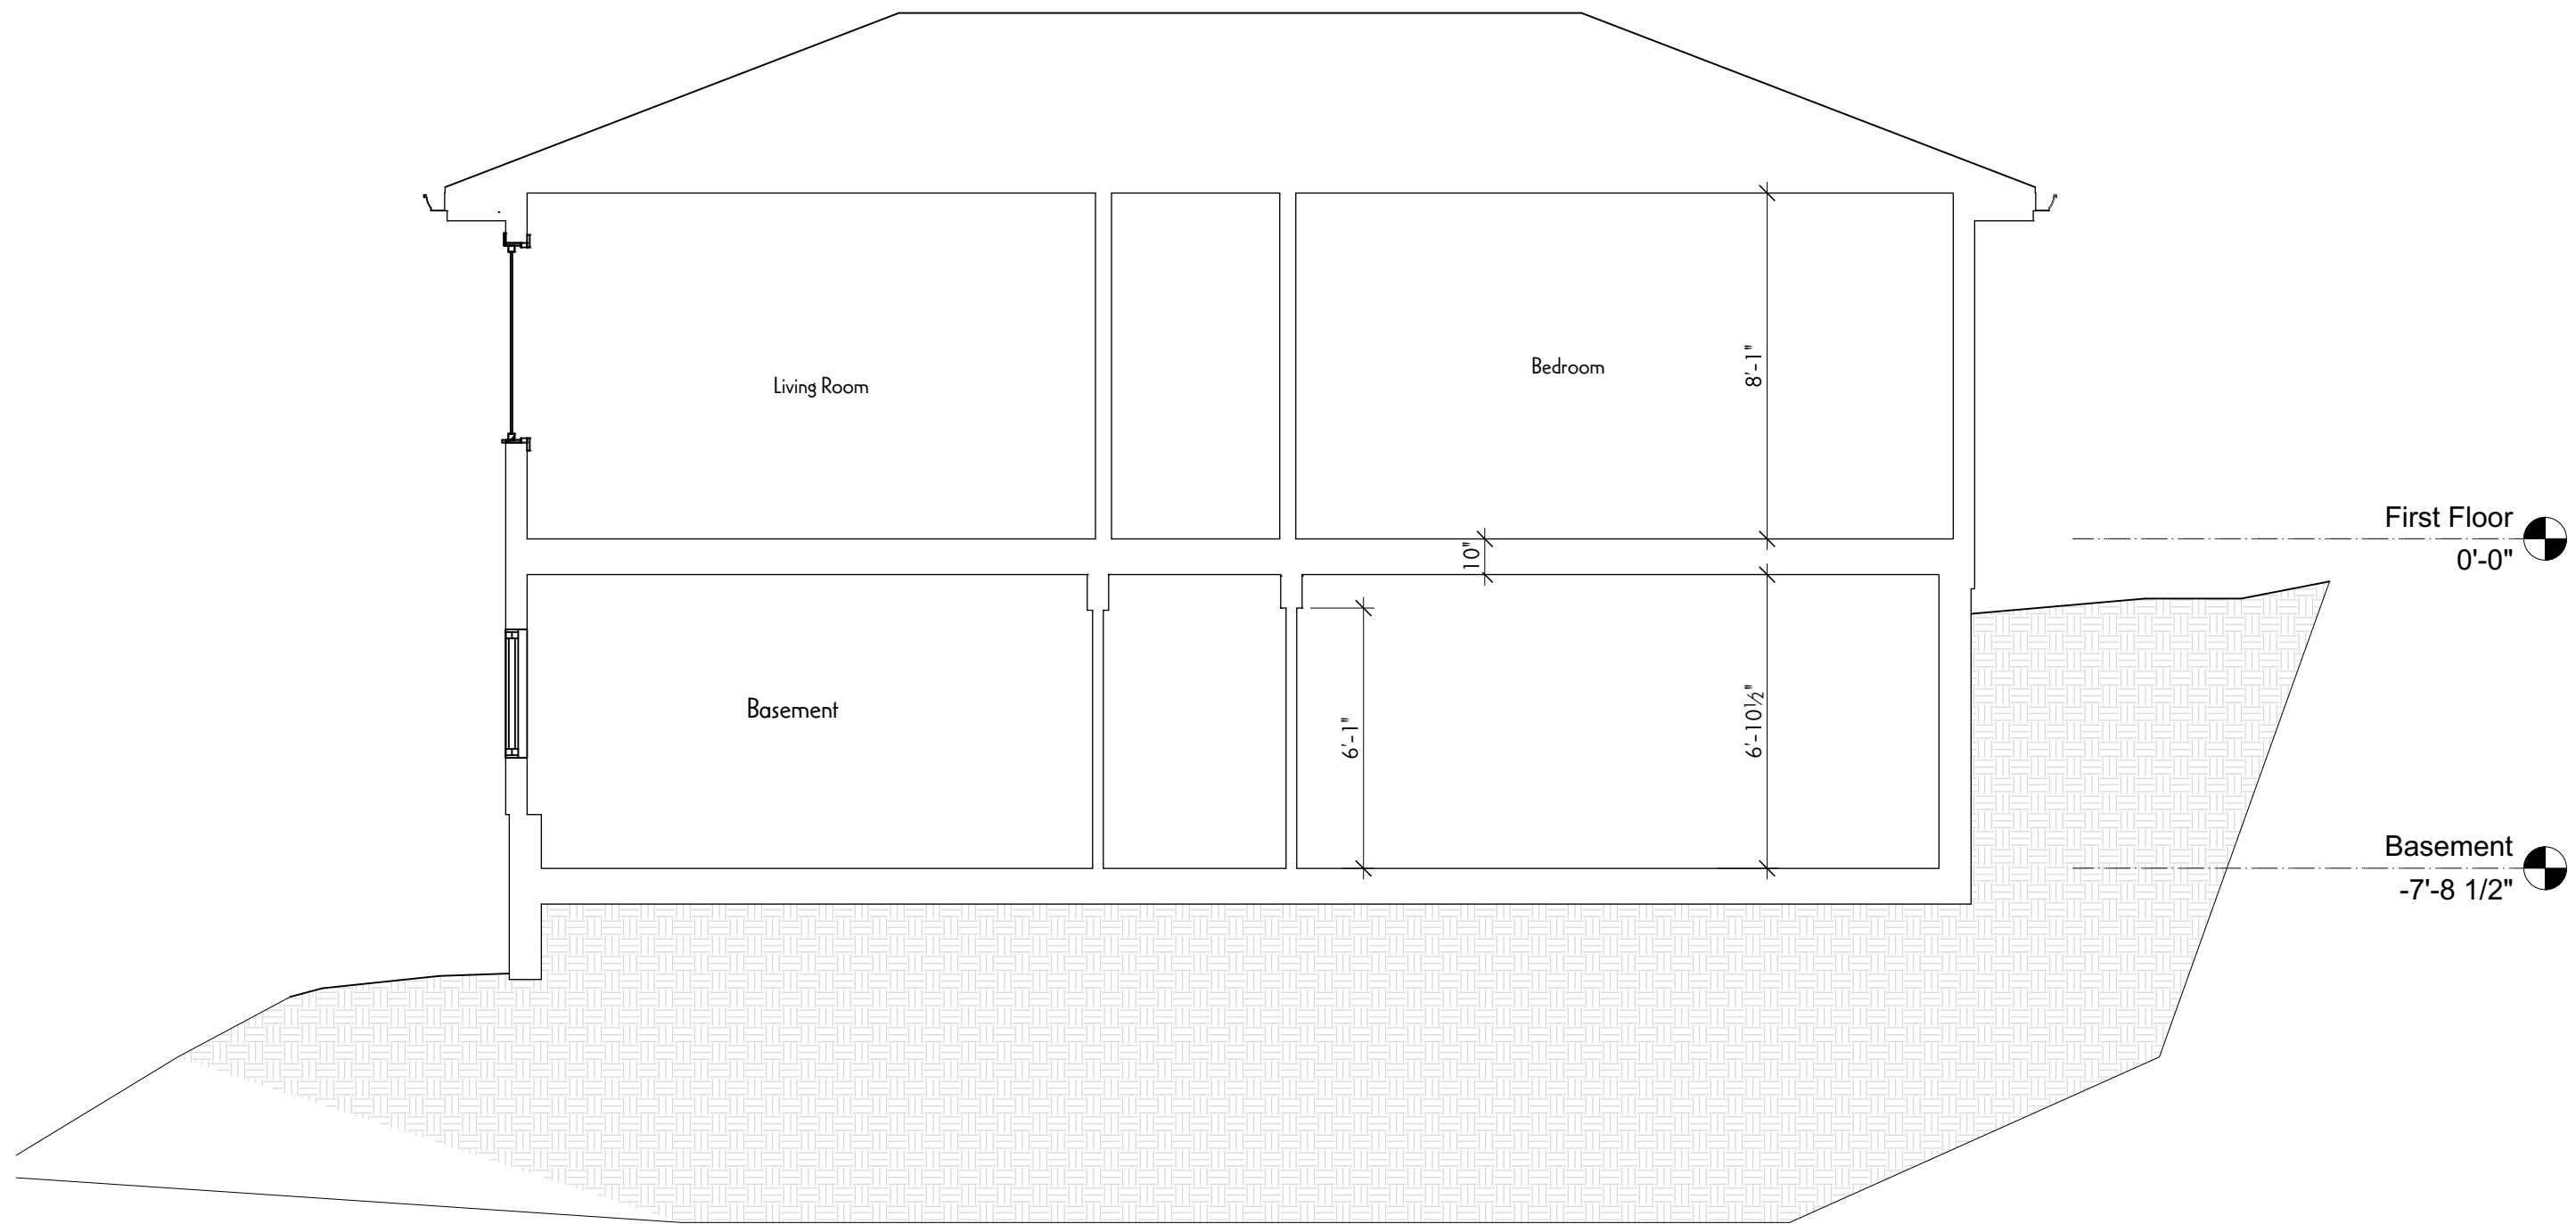 Living Room
Bedroom
8'-1"
First Floor
0'-0"
10"
Basement
6'-1"
6'-10½"
Basement
-7'-8 1/2"